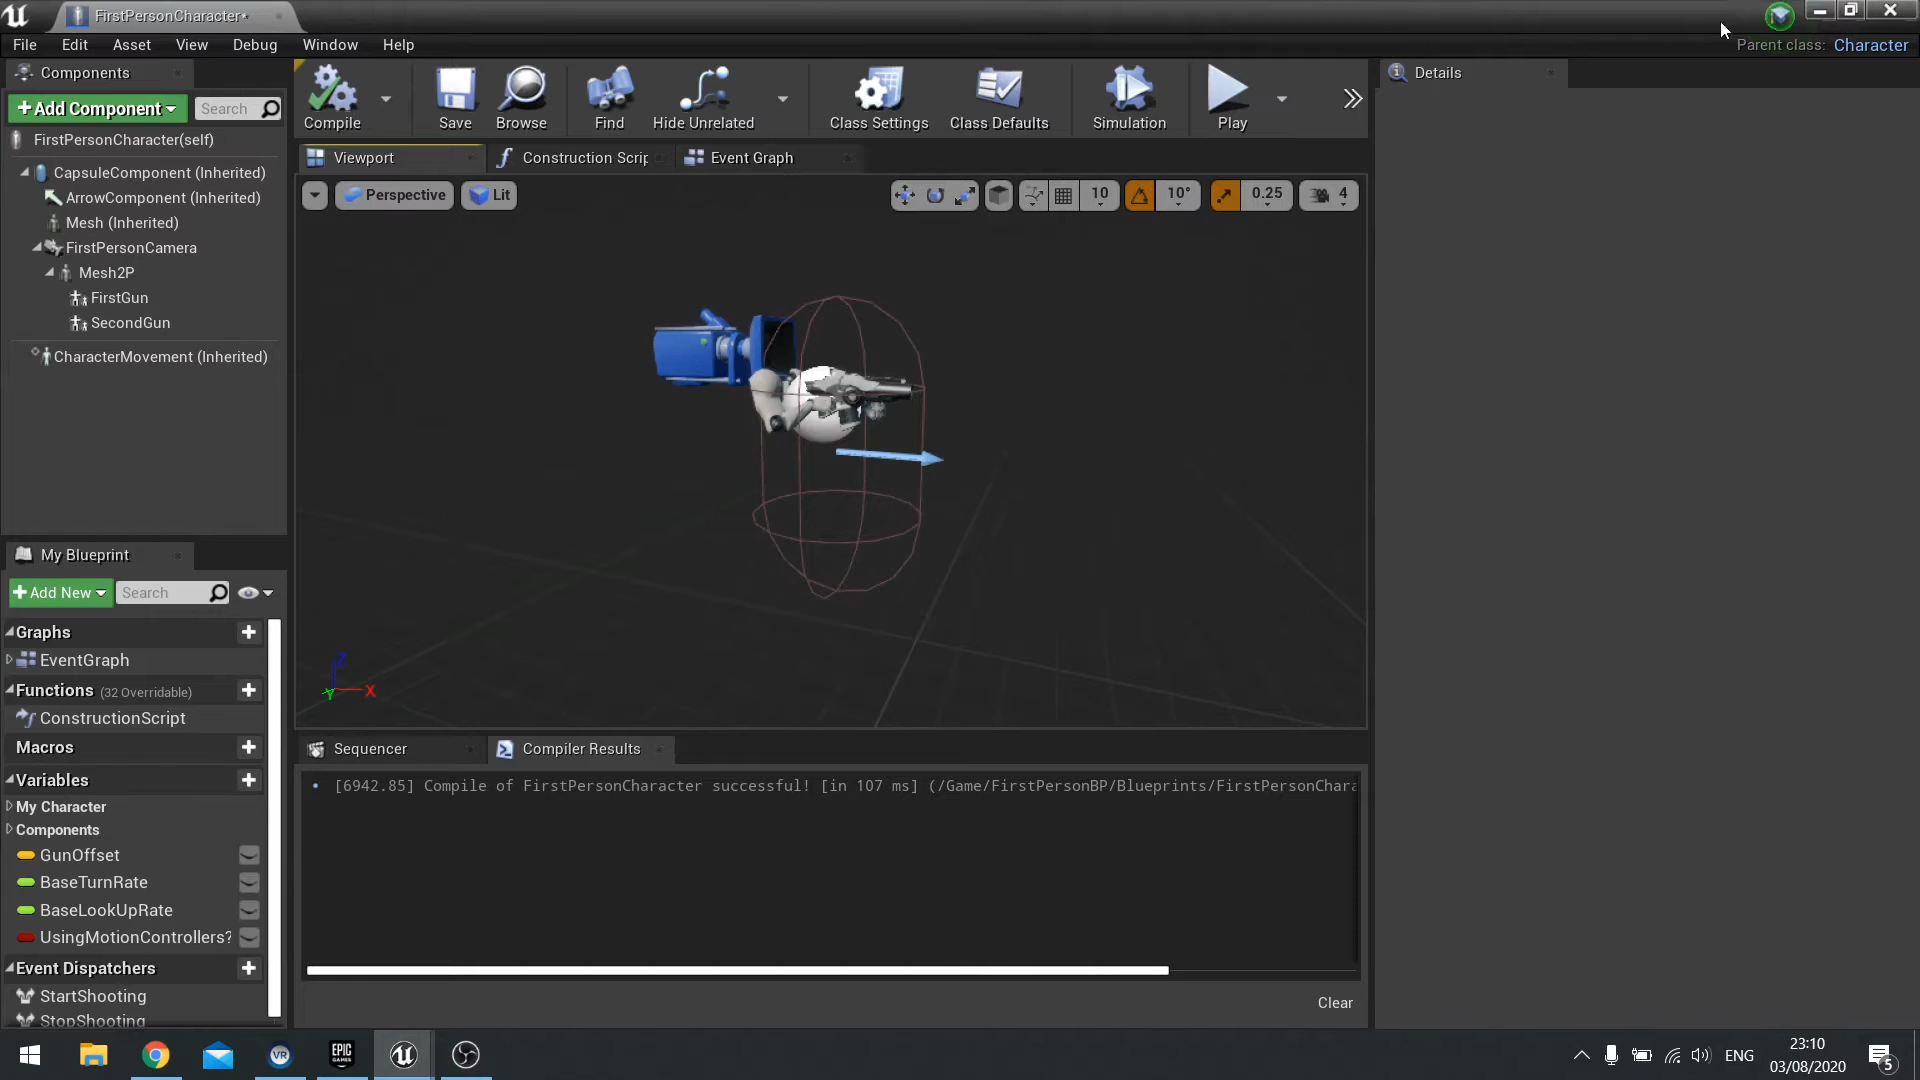 FirstPersonCharacter*
File Edit Asset View Debug Window Help
Parent class: Character
Components
+Add Component
Search
FirstPersonCharacter(self)
CapsuleComponent (Inherited)
ArrowComponent (Inherited)
Mesh (Inherited)
FirstPersonCamera
Mesh2P
FirstGun
SecondGun
CharacterMovement (Inherited)
My Blueprint
+Add New
Search
Graphs
EventGraph
Functions (32 Overridable)
ConstructionScript
Macros
Variables
My Character
Components
GunOffset
BaseTurnRate
BaseLookUpRate
UsingMotionControllers?
Event Dispatchers
StartShooting
StopShooting
Compile Save Browse Find Hide Unrelated Class Settings Class Defaults Simulation Play
Viewport Construction Scrip Event Graph
Perspective Lit 10 10° 0.25 4
Z
Y X
Sequencer Compiler Results
[6942.85] Compile of FirstPersonCharacter successful! [in 107 ms] (/Game/FirstPersonBP/Blueprints/FirstPersonChara
Clear
Details
VR
EPIC
GAMES
ENG
23:10
03/08/2020
5